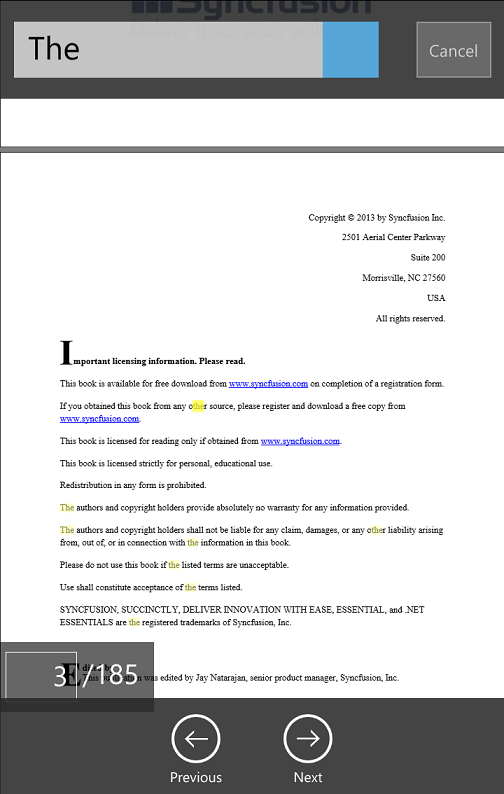 Syncfusion
The
Cancel
Copyright © 2013 by Syncfusion Inc.
2501 Aerial Center Parkway
Suite 200
Morrisville, NC 27560
USA
All rights reserved.
Important licensing information. Please read.
This book is available for free download from www.syncfusion.com on completion of a registration form.
If you obtained this book from any other source, please register and download a free copy from
www.syncfusion.com.
This book is licensed for reading only if obtained from www.syncfusion.com.
This book is licensed strictly for personal, educational use.
Redistribution in any form is prohibited.
The authors and copyright holders provide absolutely no warranty for any information provided.
The authors and copyright holders shall not be liable for any claim, damages, or any other liability arising
from, out of, or in connection with the information in this book.
Please do not use this book if the listed terms are unacceptable.
Use shall constitute acceptance of the terms listed.
SYNCFUSION, SUCCINCTLY, DELIVER INNOVATION WITH EASE, ESSENTIAL, and .NET
ESSENTIALS are the registered trademarks of Syncfusion, Inc.
Edited by
This publication was edited by Jay Natarajan, senior product manager, Syncfusion, Inc.
3 /185
Previous
Next